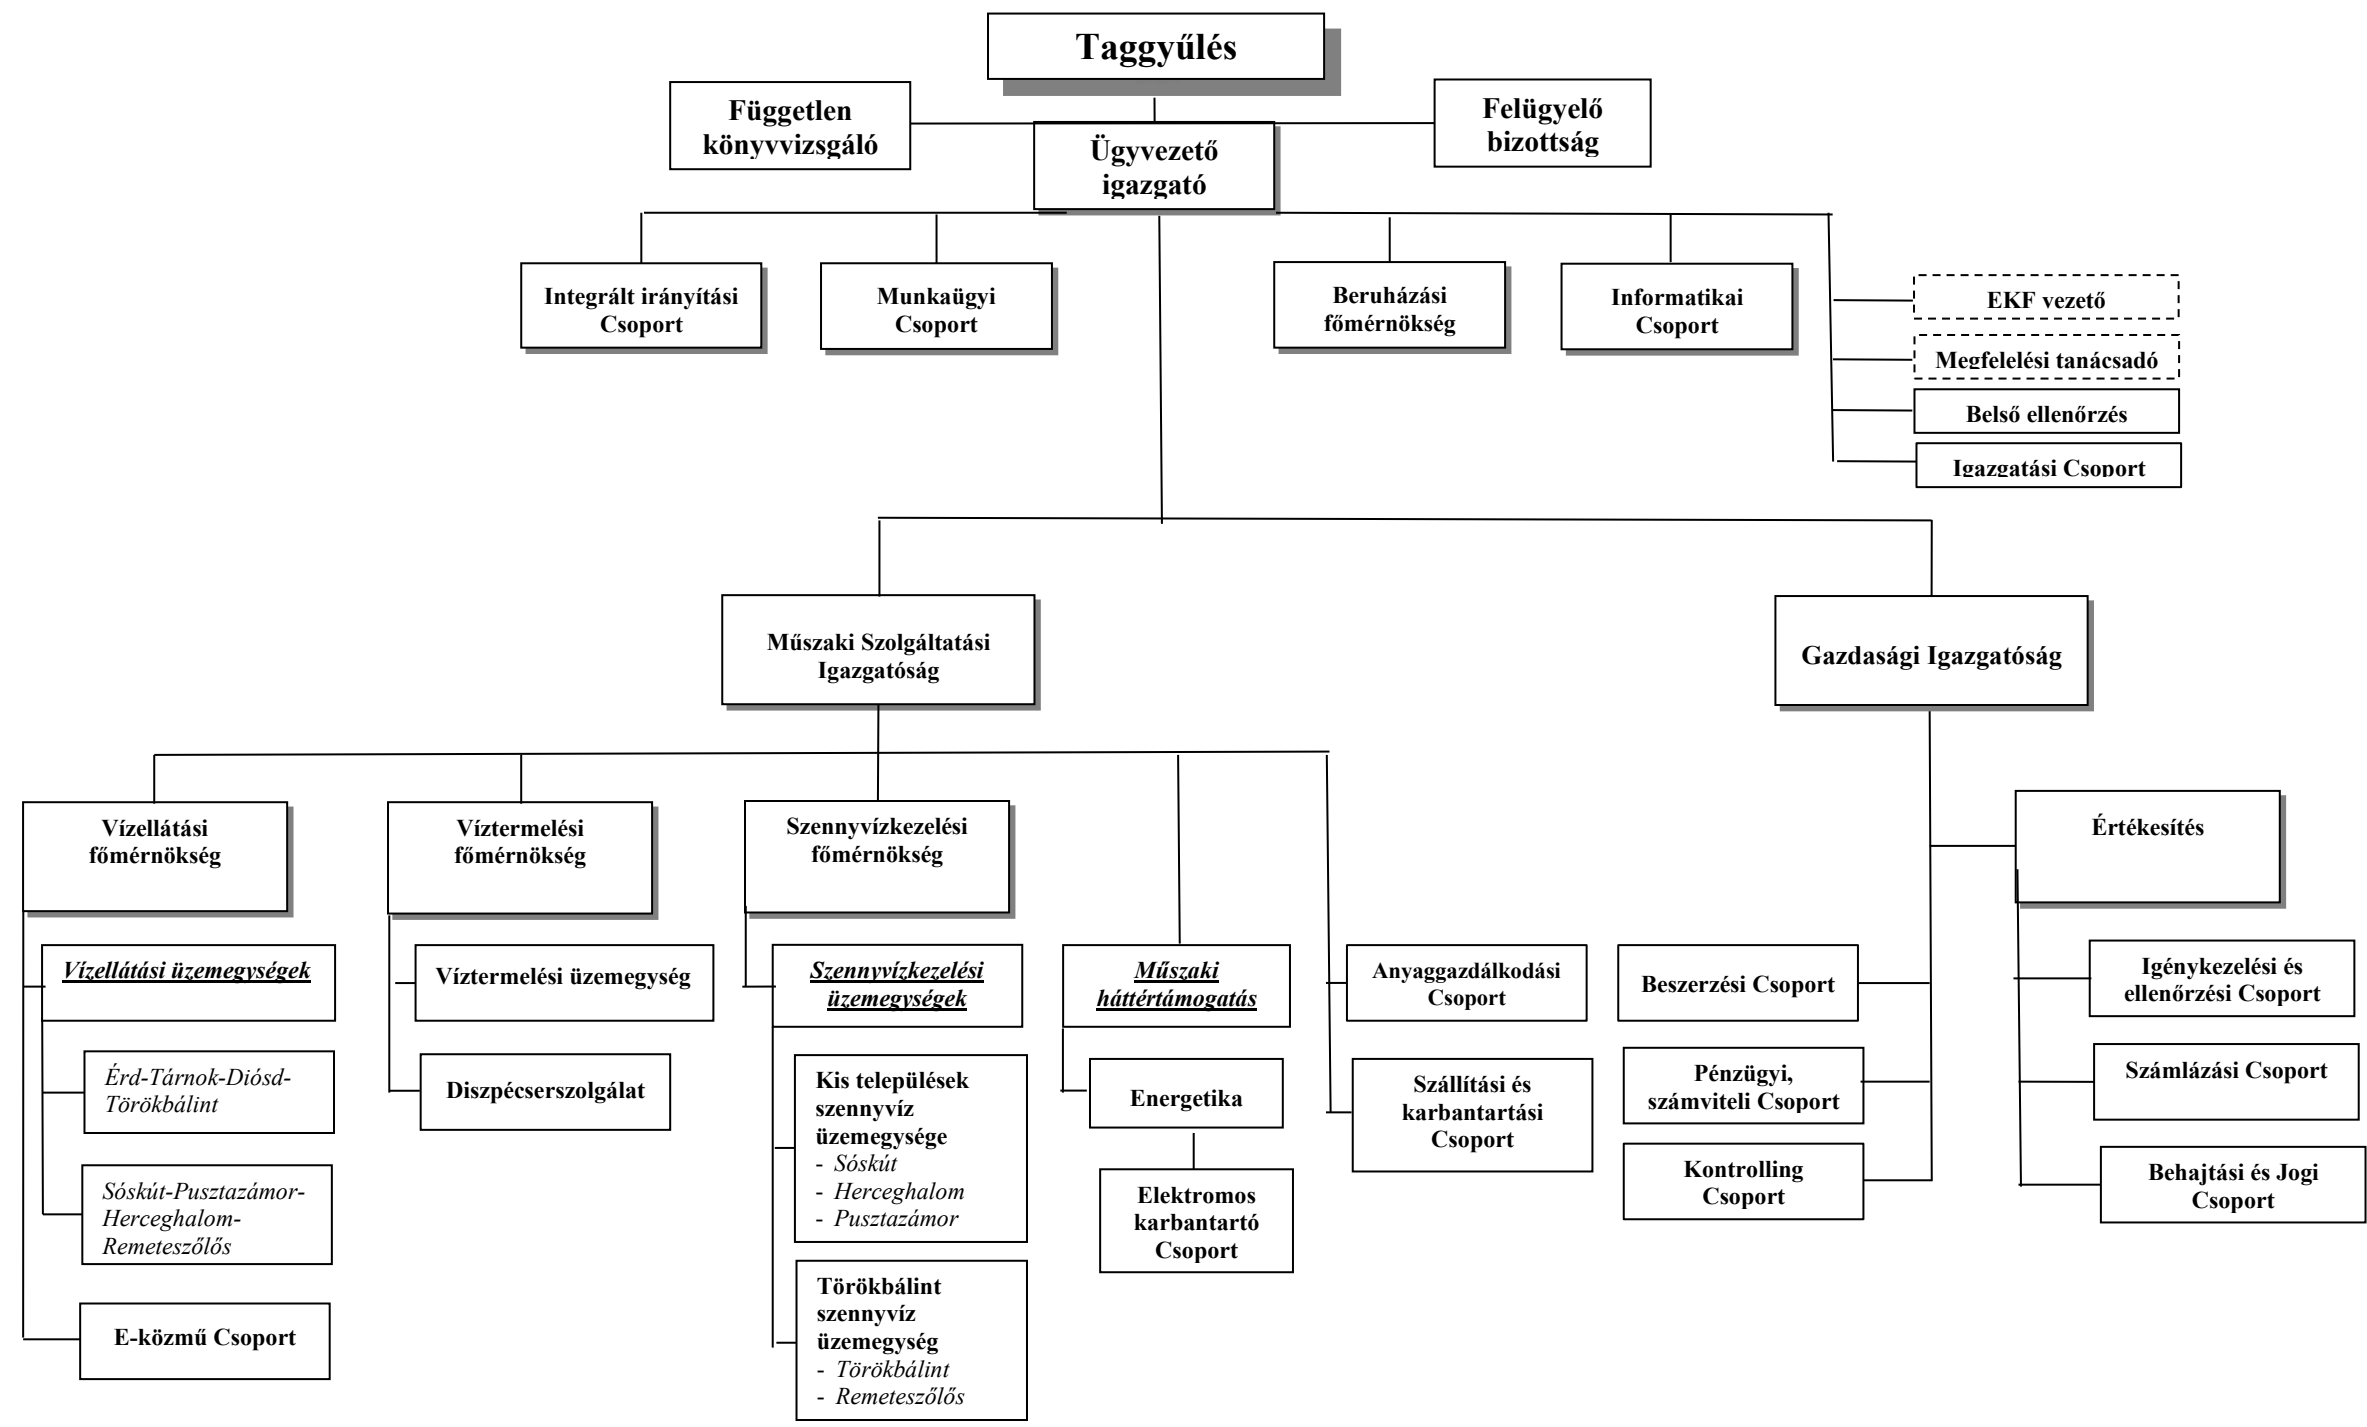 Taggyűlés
Független
könyvvizsgáló
Felügyelő
bizottság
Ügyvezető
igazgató
Integrált irányítási
Csoport
Munkaügyi
Csoport
Beruházási
főmérnökség
Informatikai
Csoport
EKF vezető
Megfelelési tanácsadó
Belső ellenőrzés
Igazgatási Csoport
Műszaki Szolgáltatási
Igazgatóság
Gazdasági Igazgatóság
Vízellátási
főmérnökség
Víztermelési
főmérnökség
Szennyvízkezelési
főmérnökség
Értékesítés
Vízellátási üzemegységek
Víztermelési üzemegység
Szennyvízkezelési
üzemegységek
Műszaki
háttértámogatás
Anyaggazdálkodási
Csoport
Beszerzési Csoport
Igénykezelési és
ellenőrzési Csoport
Érd-Tárnok-Diósd-
Törökbálint
Diszpécserszolgálat
Kis települések
szennyvíz
üzemegysége
- Sóskút
- Herceghalom
- Pusztazámor
Energetika
Szállítási és
karbantartási
Csoport
Pénzügyi,
számviteli Csoport
Számlázási Csoport
Sóskút-Pusztazámor-
Herceghalom-
Remeteszőlős
Elektromos
karbantartó
Csoport
Kontrolling
Csoport
Behajtási és Jogi
Csoport
E-közmű Csoport
Törökbálint
szennyvíz
üzemegység
- Törökbálint
- Remeteszőlős